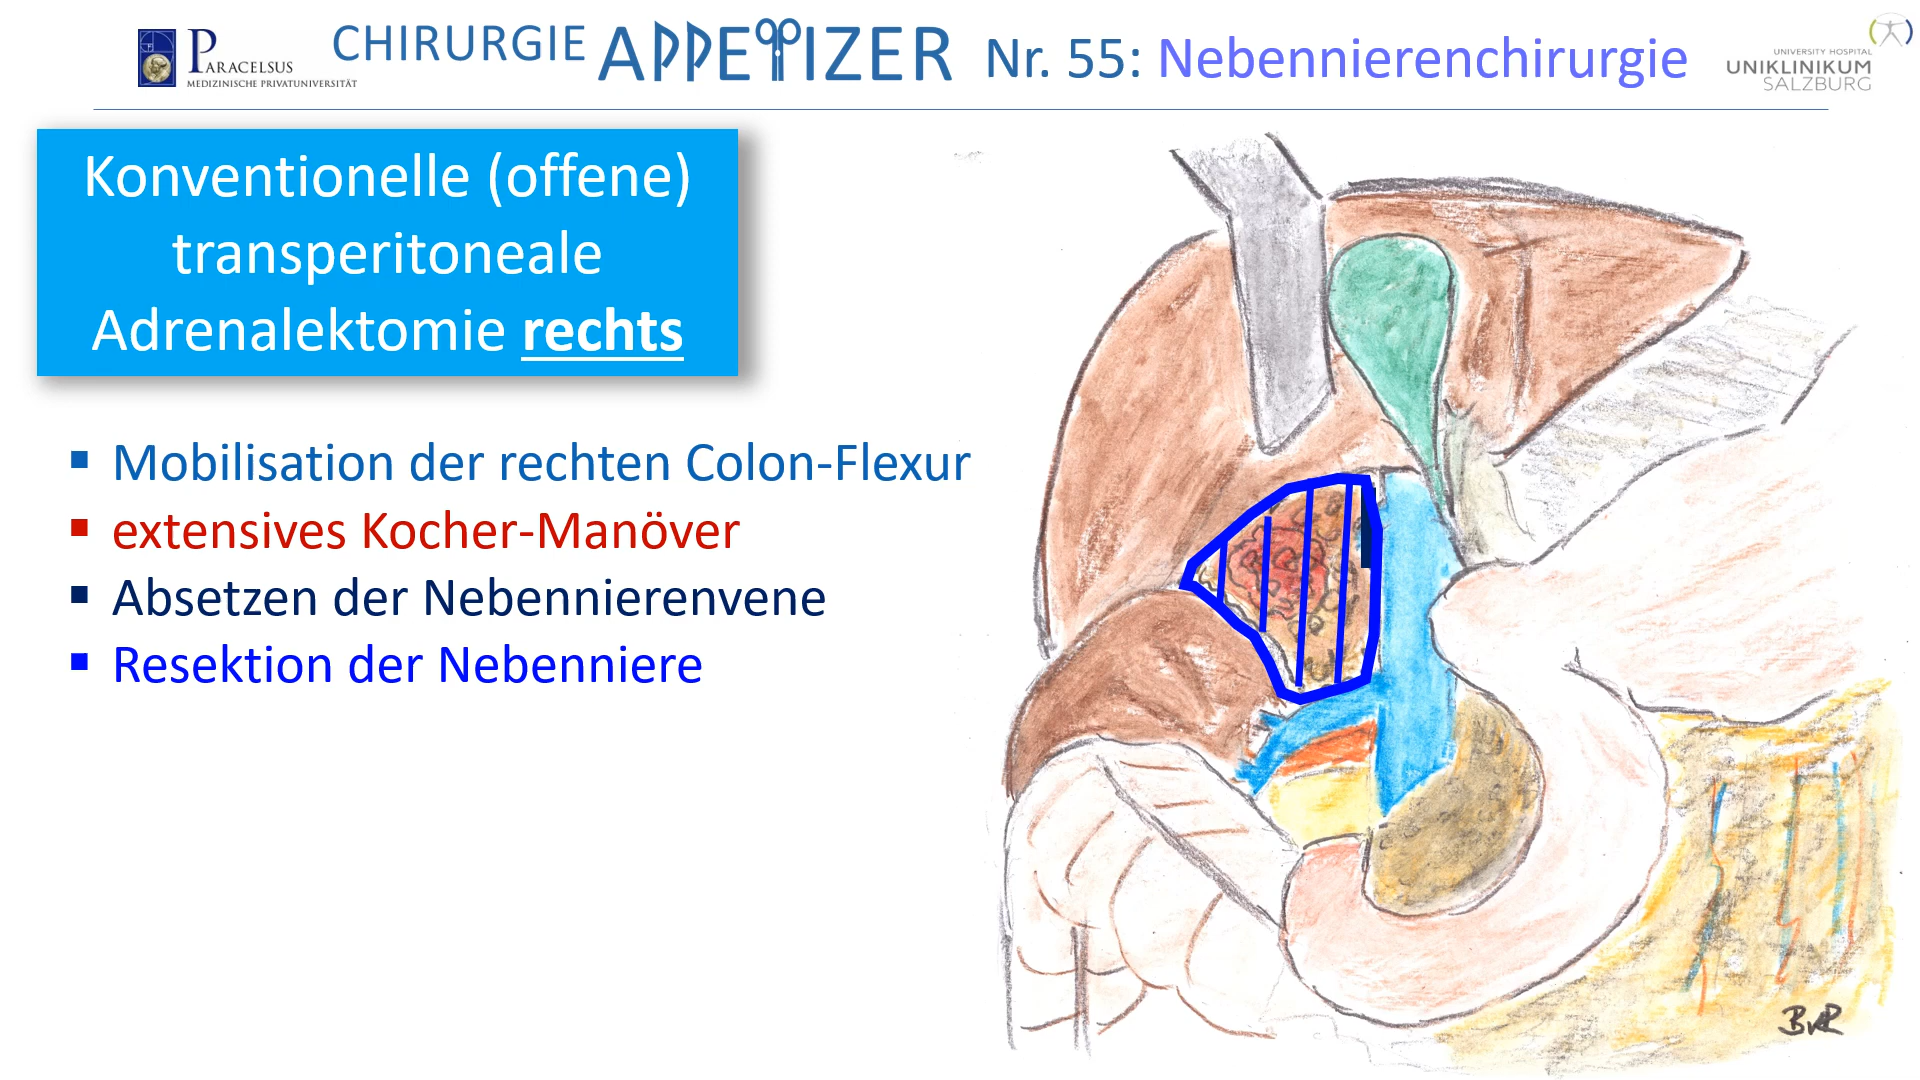 PARACELSUS
MEDIZINISCHE PRIVATUNIVERSITÄT
CHIRURGIE APPETIZER Nr. 55: Nebennierenchirurgie
UNIVERSITY HOSPITAL
UNIKLINIKUM
SALZBURG
Konventionelle (offene)
transperitoneale
Adrenalektomie rechts
▪ Mobilisation der rechten Colon-Flexur
▪ extensives Kocher-Manöver
▪ Absetzen der Nebennierenvene
▪ Resektion der Nebenniere
BvR